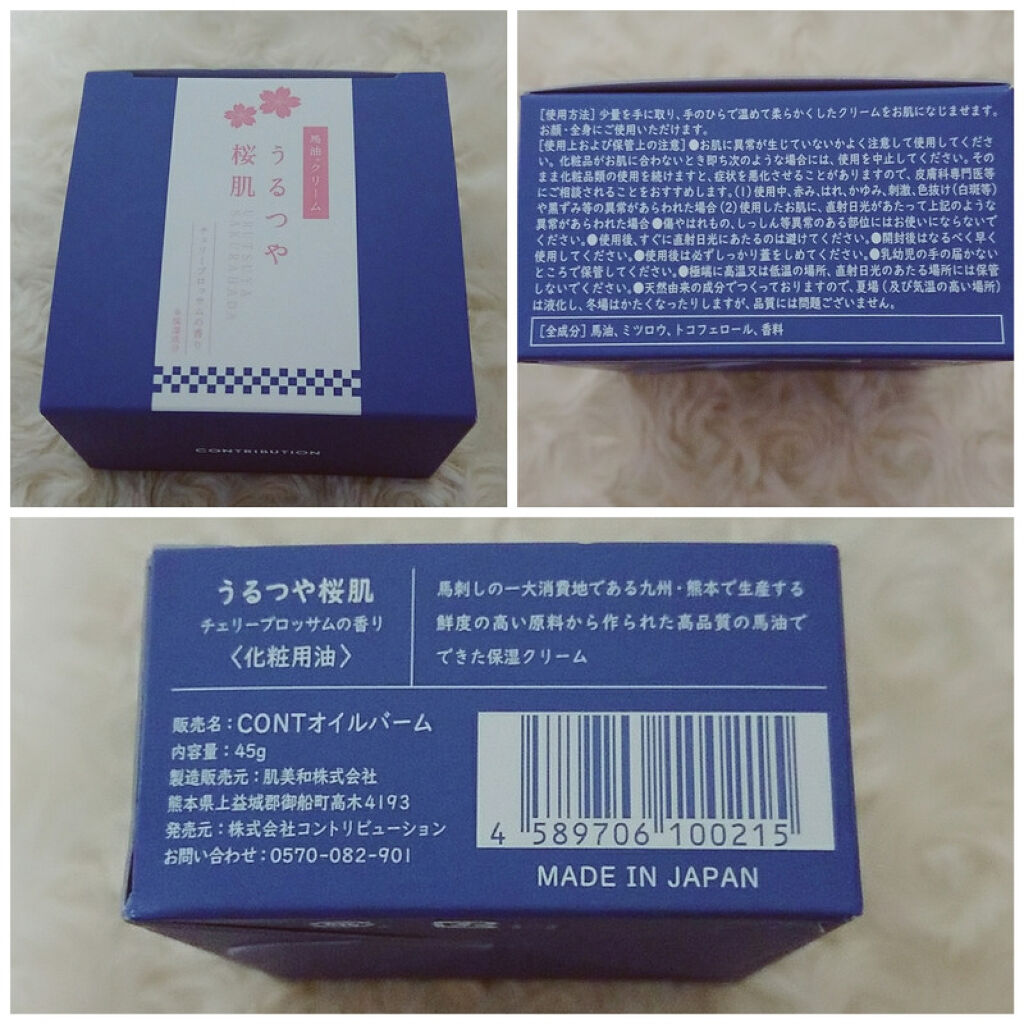 馬油*クリーム
うるつや
桜肌
URUTSUYA
SAKURAHADA
チェリーブロッサムの香り
*保湿成分
CONTRIBUTION
[使用方法] 少量を手に取り、手のひらで温めて柔らかくしたクリームをお肌になじませます。
お顔・全身にご使用いただけます。
[使用上および保管上の注意] ●お肌に異常が生じていないかよく注意して使用してくださ
い。化粧品がお肌に合わないとき即ち次のような場合には、使用を中止してください。その
まま化粧品類の使用を続けますと、症状を悪化させることがありますので、皮膚科専門医等
にご相談されることをおすすめします。(1) 使用中、赤み、はれ、かゆみ、刺激、色抜け(白斑等)
や黒ずみ等の異常があらわれた場合 (2) 使用したお肌に、直射日光があたって上記のような
異常があらわれた場合 ●傷やはれもの、しっしん等異常のある部位にはお使いにならないで
ください。●使用後、すぐに直射日光にあたるのは避けてください。●開封後はなるべく早く
使用してください。●使用後は必ずしっかり蓋をしめてください。●乳幼児の手の届かない
ところで保管してください。●極端に高温又は低温の場所、直射日光のあたる場所には保管
しないでください。●天然由来の成分でつくっておりますので、夏場(及び気温の高い場所)
は液化し、冬場はかたくなったりしますが、品質には問題ございません。
[全成分] 馬油、ミツロウ、トコフェロール、香料
うるつや桜肌
チェリーブロッサムの香り
〈化粧用油〉
馬刺しの一大消費地である九州・熊本で生産する
鮮度の高い原料から作られた高品質の馬油で
できた保湿クリーム
販売名：CONTオイルバーム
内容量：45g
製造販売元：肌美和株式会社
熊本県上益城郡御船町高木4193
発売元：株式会社コントリビューション
お問い合わせ：0570-082-901
4 589706 100215
MADE IN JAPAN